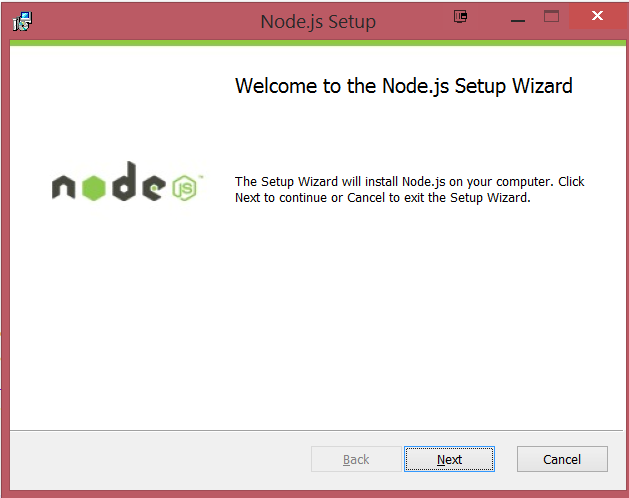 Node.js Setup
Welcome to the Node.js Setup Wizard
node JS™
The Setup Wizard will install Node.js on your computer. Click
Next to continue or Cancel to exit the Setup Wizard.
Back
Next
Cancel